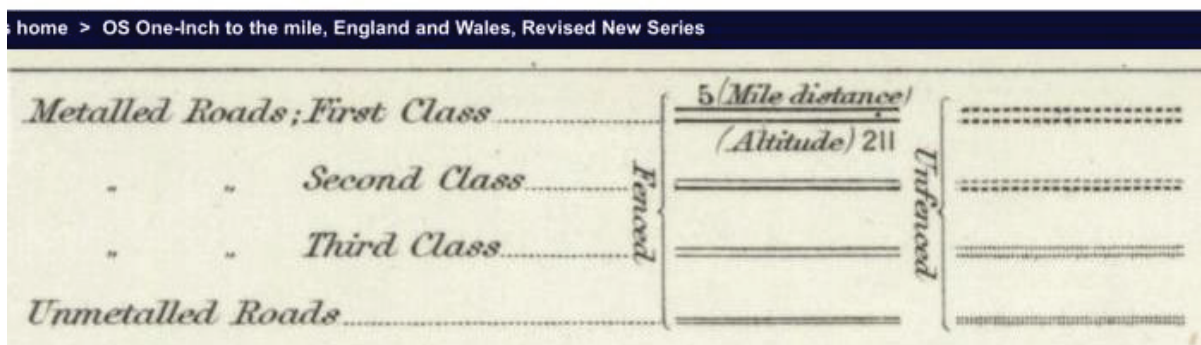 home > OS One-Inch to the mile, England and Wales, Revised New Series
Metalled Roads; First Class
5 (Mile distance)
(Altitude) 211
„ „ Second Class
Fenced
Unfenced
„ „ Third Class
Unmetalled Roads